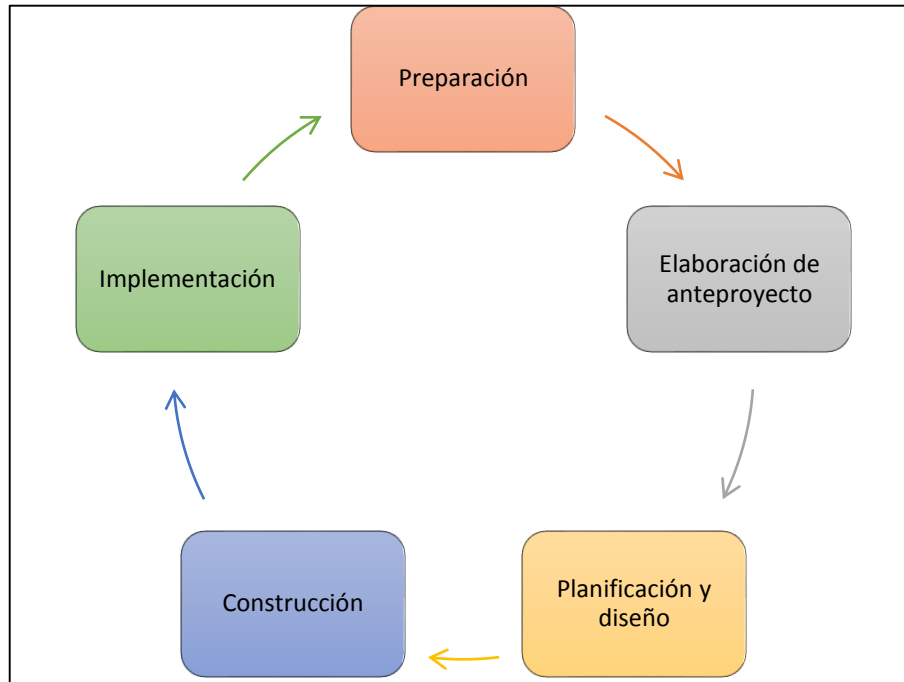 Preparación
Elaboración de
anteproyecto
Planificación y
diseño
Construcción
Implementación